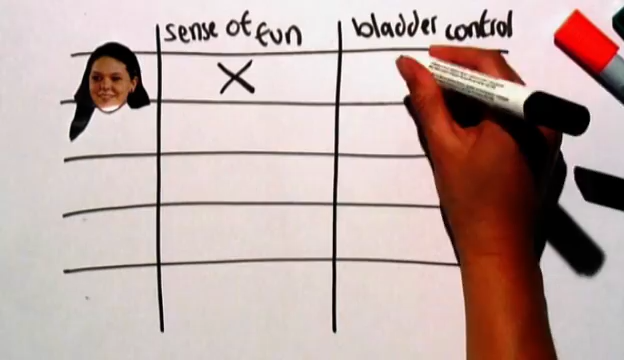 sense of fun bladder control
X